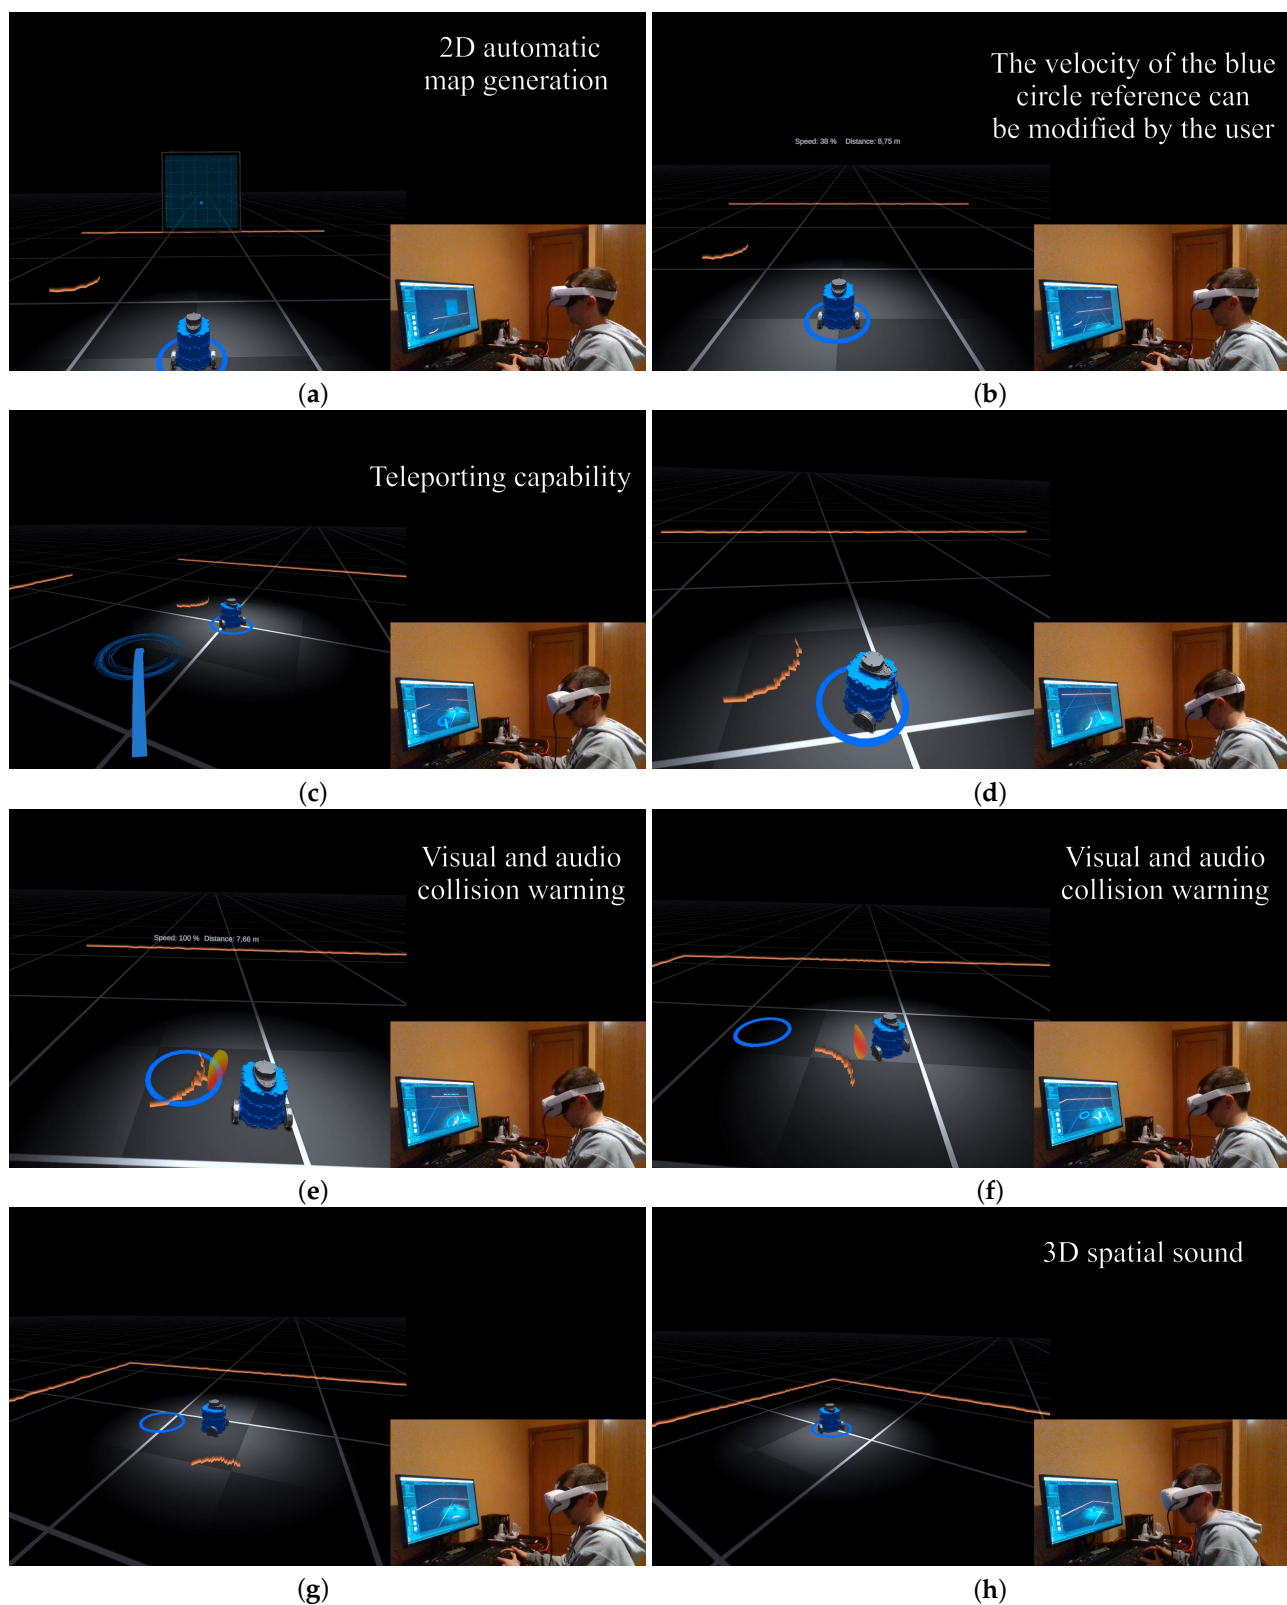 2D automatic
map generation
(a)
The velocity of the blue
circle reference can
be modified by the user
Speed: 38 % Distance: 8,75 m
(b)
Teleporting capability
(c)
(d)
Visual and audio
collision warning
Speed: 100 % Distance: 7,66 m
(e)
Visual and audio
collision warning
(f)
(g)
3D spatial sound
(h)